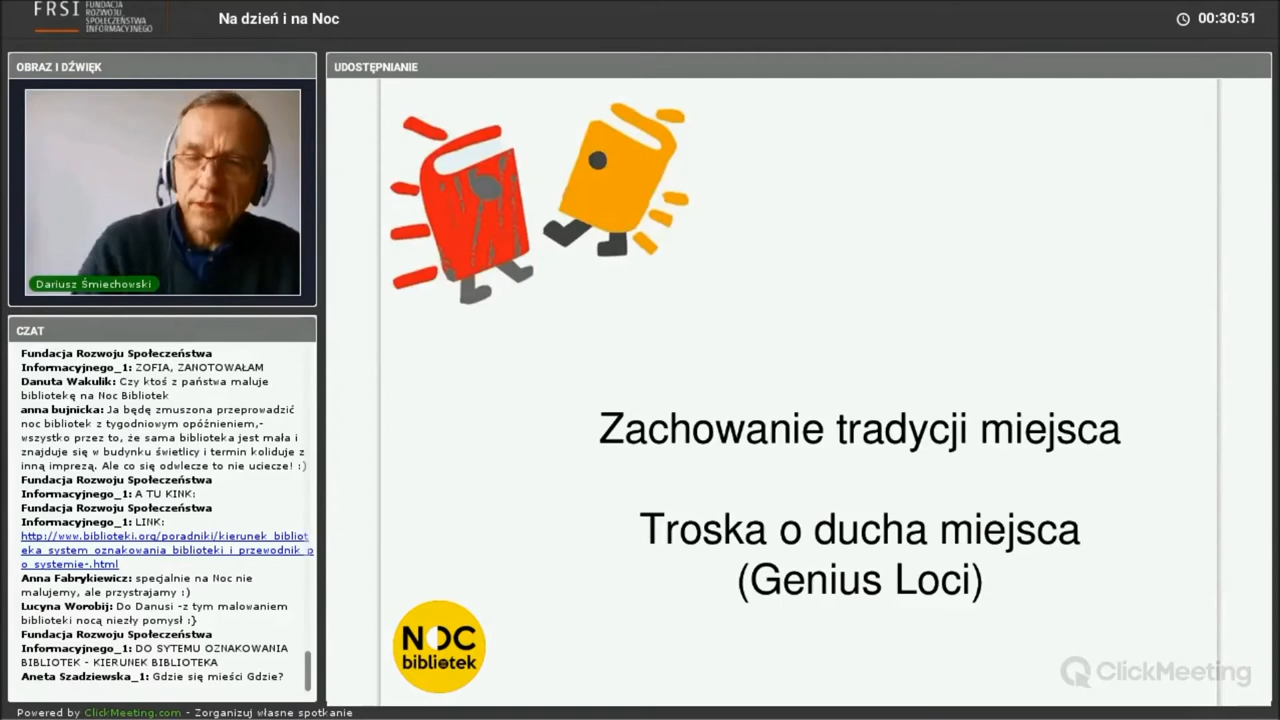 FRSI
FUNDACJA
ROZWOJU
SPOŁECZEŃSTWA
INFORMACYJNEGO
Na dzień i na Noc
00:30:51
OBRAZ I DŹWIĘK
Dariusz Śmiechowski
CZAT
Fundacja Rozwoju Społeczeństwa
Informacyjnego_1: ZOFIA, ZANOTOWAŁAM
Danuta Wakulik: Czy ktoś z państwa maluje
bibliotekę na Noc Bibliotek
anna bujnicka: Ja będę zmuszona przeprowadzić
noc bibliotek z tygodniowym opóźnieniem,-
wszystko przez to, że sama biblioteka jest mała i
znajduje się w budynku świetlicy i termin koliduje z
inną imprezą. Ale co się odwlecze to nie uciecze! :)
Fundacja Rozwoju Społeczeństwa
Informacyjnego_1: A TU KINK:
Fundacja Rozwoju Społeczeństwa
Informacyjnego_1: LINK:
http://www.biblioteki.org/poradniki/kierunek_bibliot
eka_system_oznakowania_biblioteki_i_przewodnik_p
o_systemie-.html
Anna Fabrykiewicz: specjalnie na Noc nie
malujemy, ale przystrajamy :)
Lucyna Worobij: Do Danusi -z tym malowaniem
biblioteki nocą niezły pomysł :}
Fundacja Rozwoju Społeczeństwa
Informacyjnego_1: DO SYTEMU OZNAKOWANIA
BIBLIOTEK - KIERUNEK BIBLIOTEKA
Aneta Szadziewska_1: Gdzie się mieści Gdzie?
UDOSTĘPNIANIE
Zachowanie tradycji miejsca
Troska o ducha miejsca
(Genius Loci)
NOC
bibliotek
ClickMeeting
Powered by ClickMeeting.com - Zorganizuj własne spotkanie